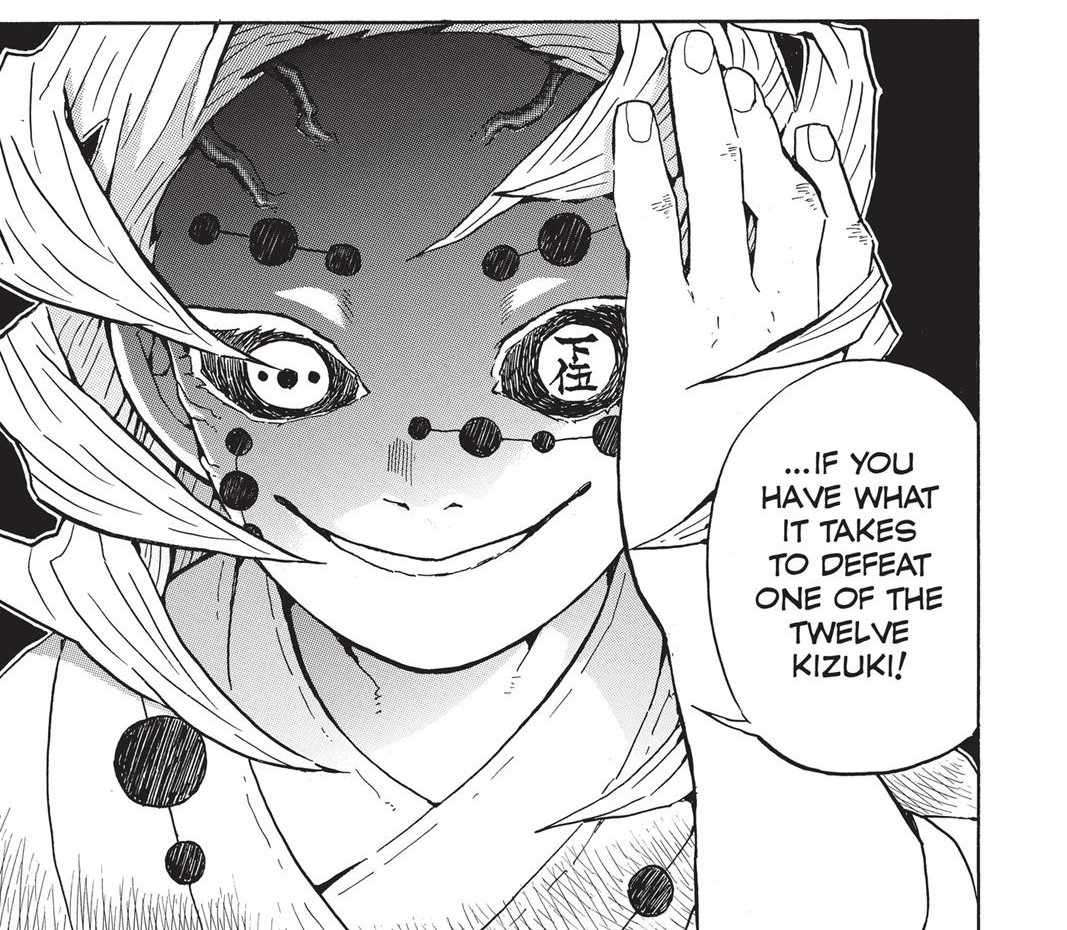 下
伍
...IF YOU
HAVE WHAT
IT TAKES
TO DEFEAT
ONE OF THE
TWELVE
KIZUKI!